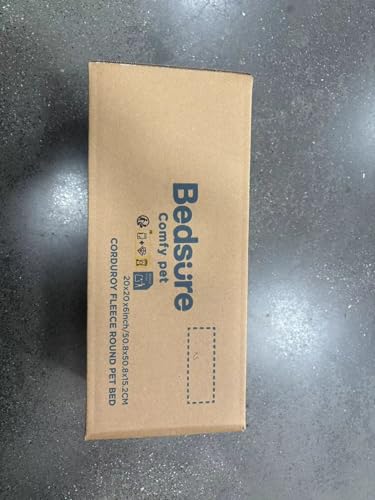 Bedsure
Comfy pet
20x20x6inch/50.8x50.8x15.2CM
CORDUROY FLEECE ROUND PET BED